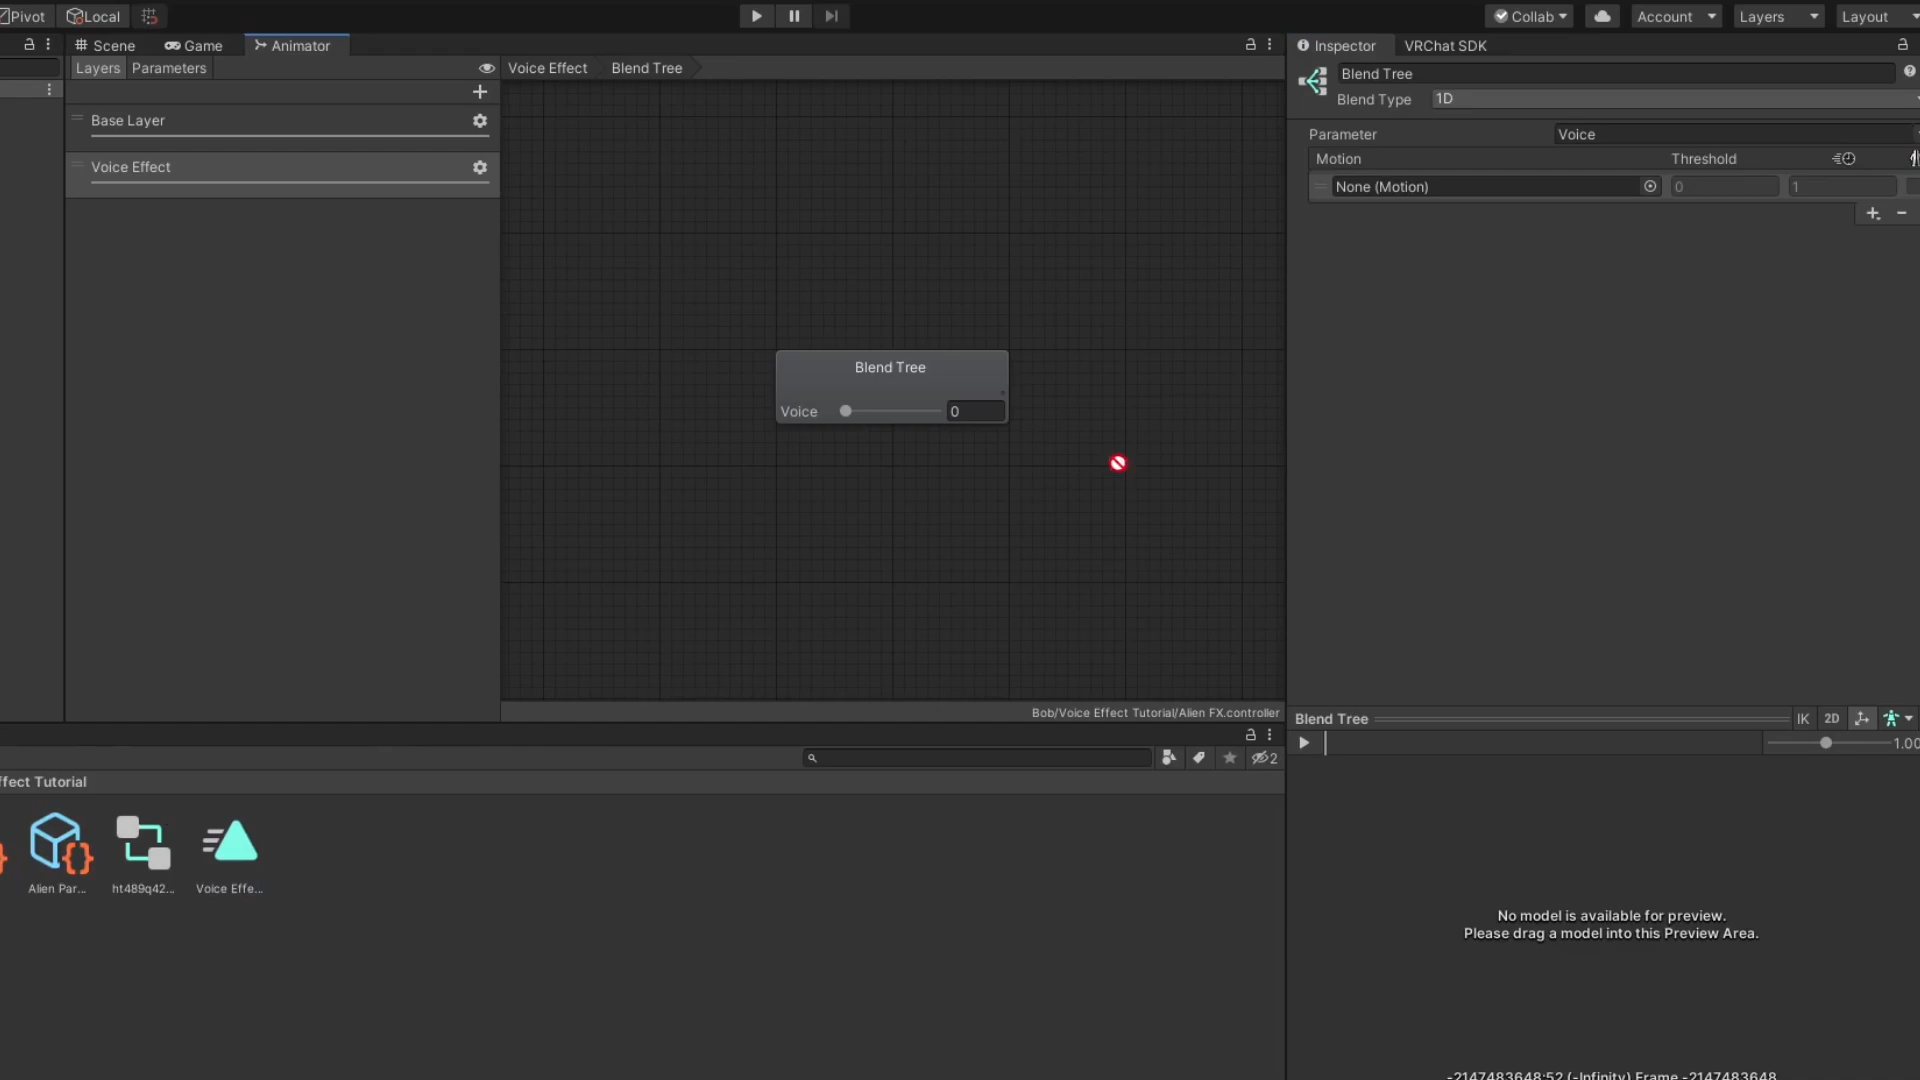 Pivot
Local
Collab
Account
Layers
Layout
Scene
Game
Animator
Inspector
VRChat SDK
Layers
Parameters
Voice Effect
Blend Tree
Blend Tree
Blend Type
1D
Base Layer
Parameter
Voice
Voice Effect
Motion
Threshold
None (Motion)
0
1
Blend Tree
Voice
0
Bob/Voice Effect Tutorial/Alien FX.controller
Blend Tree
IK
2D
1.00
2
ffect Tutorial
Alien Par...
ht489q42...
Voice Effe...
No model is available for preview.
Please drag a model into this Preview Area.
-2147483648:52 (-Infinity) Frame -2147483648